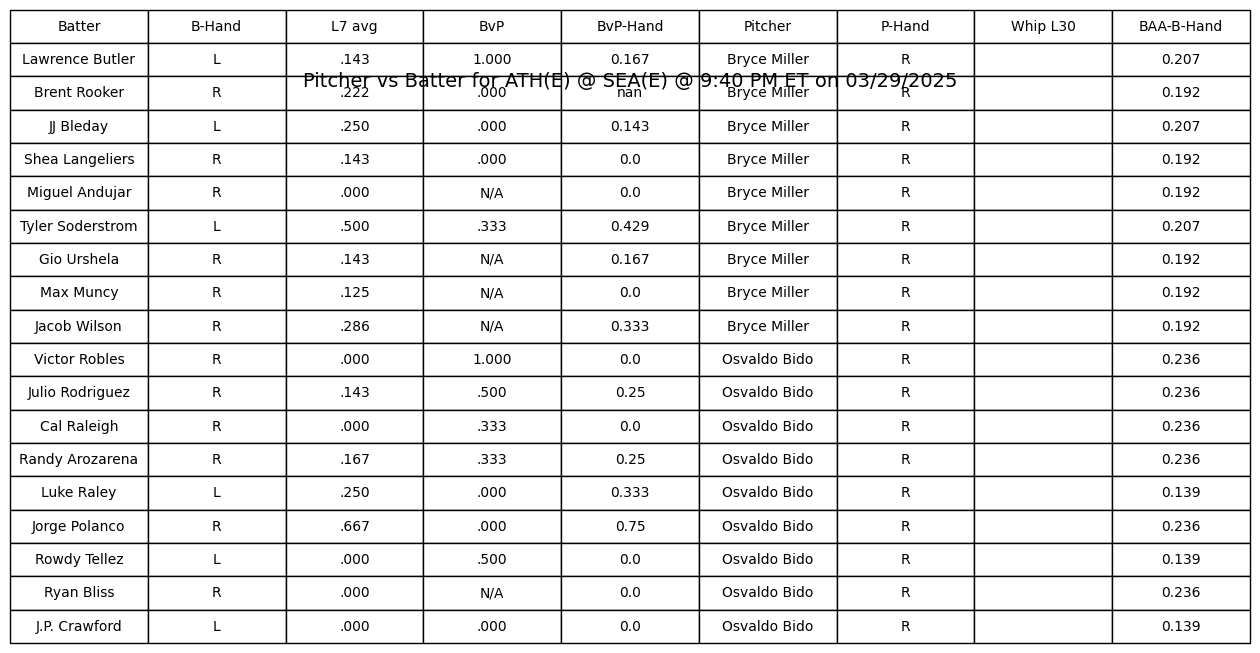 Batter B-Hand L7 avg BvP BvP-Hand Pitcher P-Hand Whip L30 BAA-B-Hand
Lawrence Butler L .143 1.000 0.167 Bryce Miller R 0.207
Pitcher vs Batter for ATH(E) @ SEA(E) @ 9:40 PM ET on 03/29/2025
Brent Rooker R .222 .000 nan Bryce Miller R 0.192
JJ Bleday L .250 .000 0.143 Bryce Miller R 0.207
Shea Langeliers R .143 .000 0.0 Bryce Miller R 0.192
Miguel Andujar R .000 N/A 0.0 Bryce Miller R 0.192
Tyler Soderstrom L .500 .333 0.429 Bryce Miller R 0.207
Gio Urshela R .143 N/A 0.167 Bryce Miller R 0.192
Max Muncy R .125 N/A 0.0 Bryce Miller R 0.192
Jacob Wilson R .286 N/A 0.333 Bryce Miller R 0.192
Victor Robles R .000 1.000 0.0 Osvaldo Bido R 0.236
Julio Rodriguez R .143 .500 0.25 Osvaldo Bido R 0.236
Cal Raleigh R .000 .333 0.0 Osvaldo Bido R 0.236
Randy Arozarena R .167 .333 0.25 Osvaldo Bido R 0.236
Luke Raley L .250 .000 0.333 Osvaldo Bido R 0.139
Jorge Polanco R .667 .000 0.75 Osvaldo Bido R 0.236
Rowdy Tellez L .000 .500 0.0 Osvaldo Bido R 0.139
Ryan Bliss R .000 N/A 0.0 Osvaldo Bido R 0.236
J.P. Crawford L .000 .000 0.0 Osvaldo Bido R 0.139